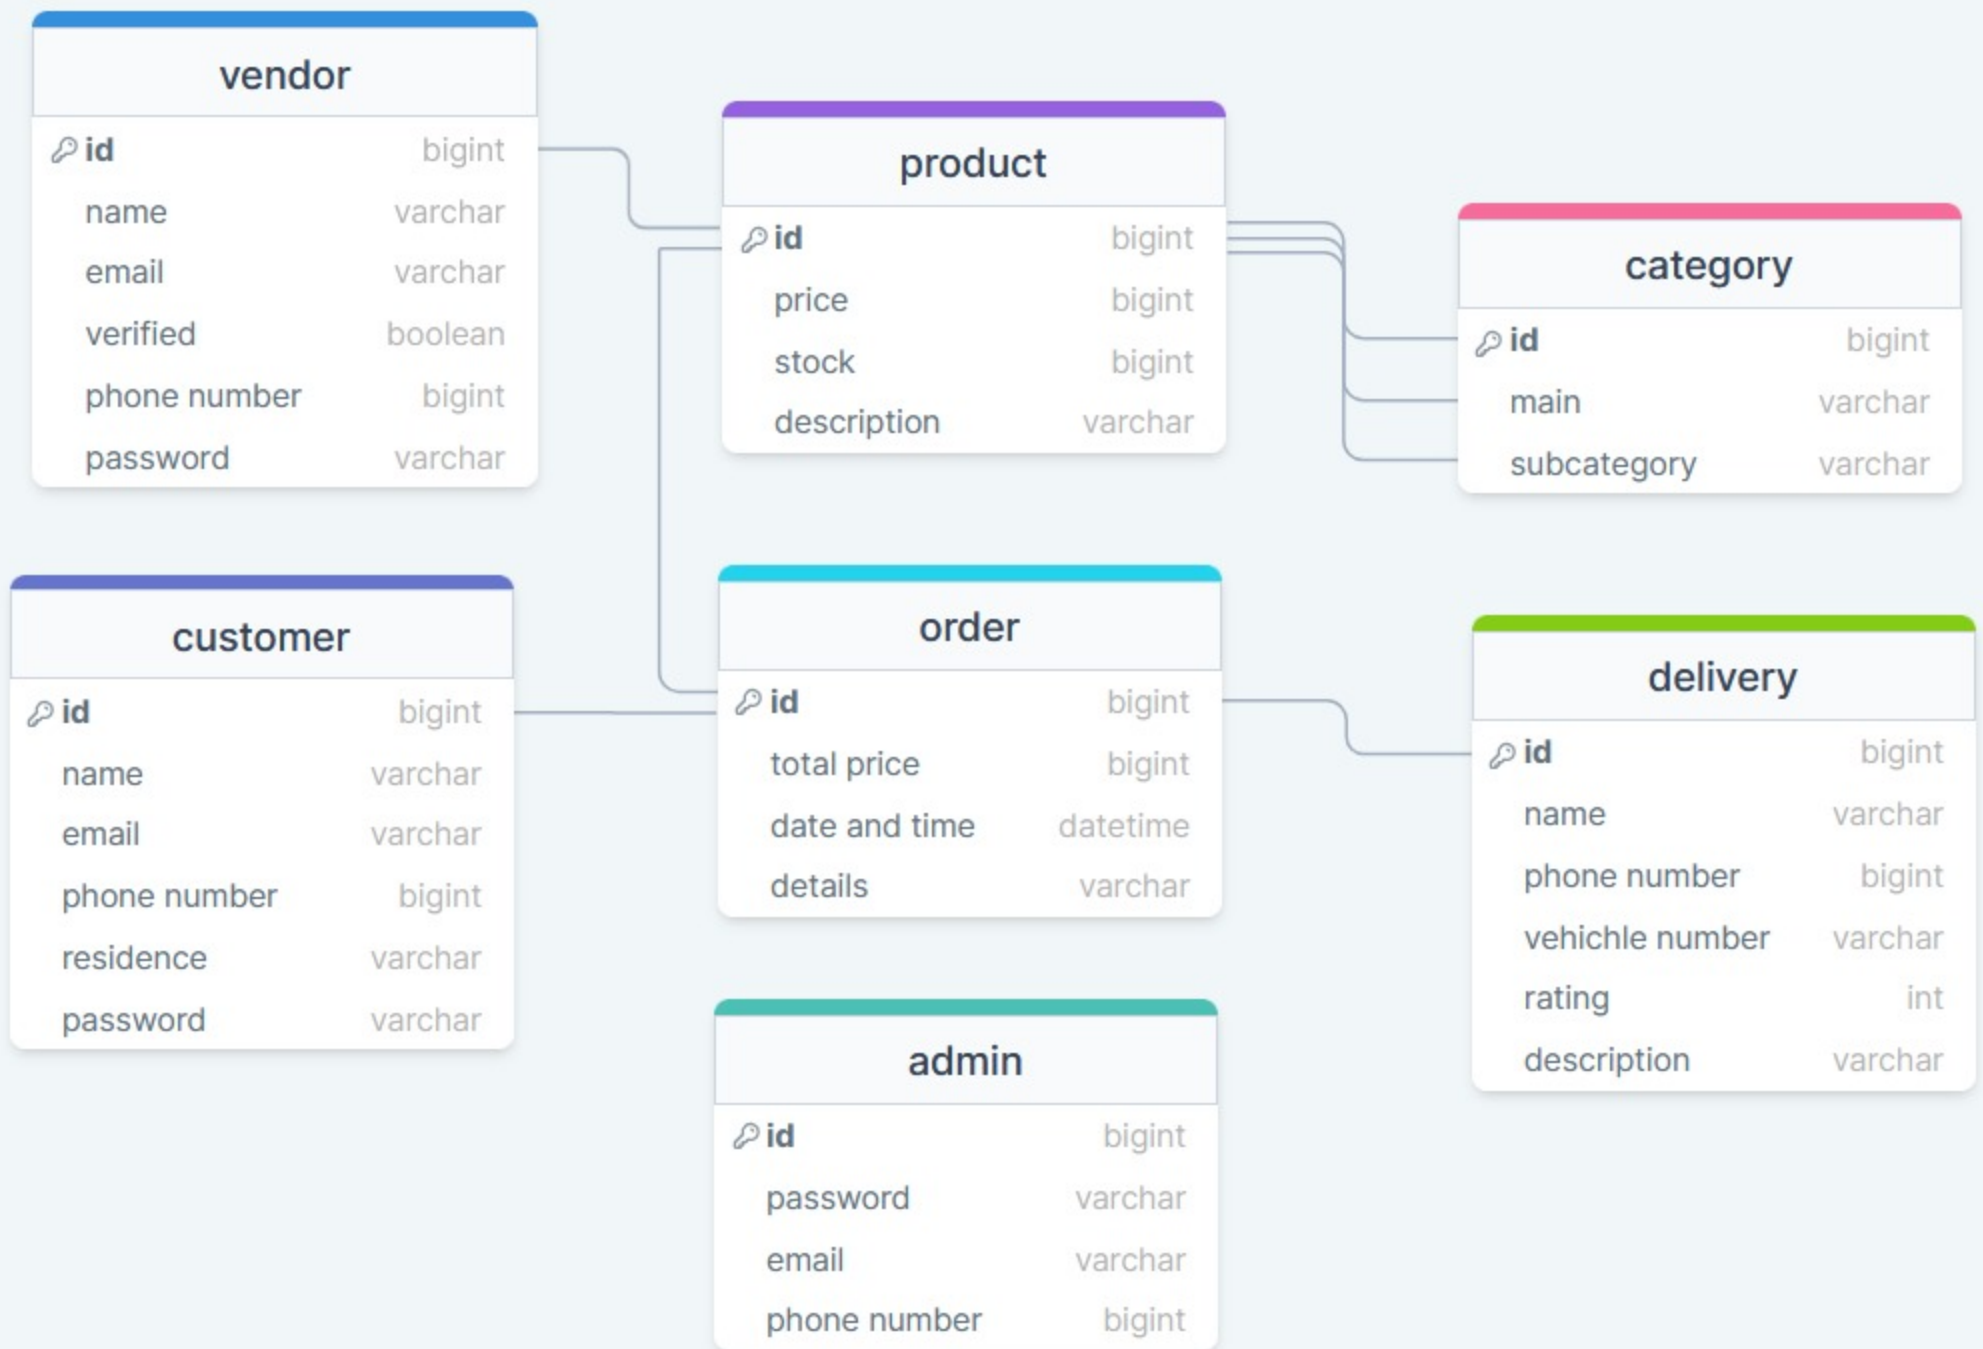 vendor
id bigint
name varchar
email varchar
verified boolean
phone number bigint
password varchar
product
id bigint
price bigint
stock bigint
description varchar
category
id bigint
main varchar
subcategory varchar
customer
id bigint
name varchar
email varchar
phone number bigint
residence varchar
password varchar
order
id bigint
total price bigint
date and time datetime
details varchar
delivery
id bigint
name varchar
phone number bigint
vehichle number varchar
rating int
description varchar
admin
id bigint
password varchar
email varchar
phone number bigint